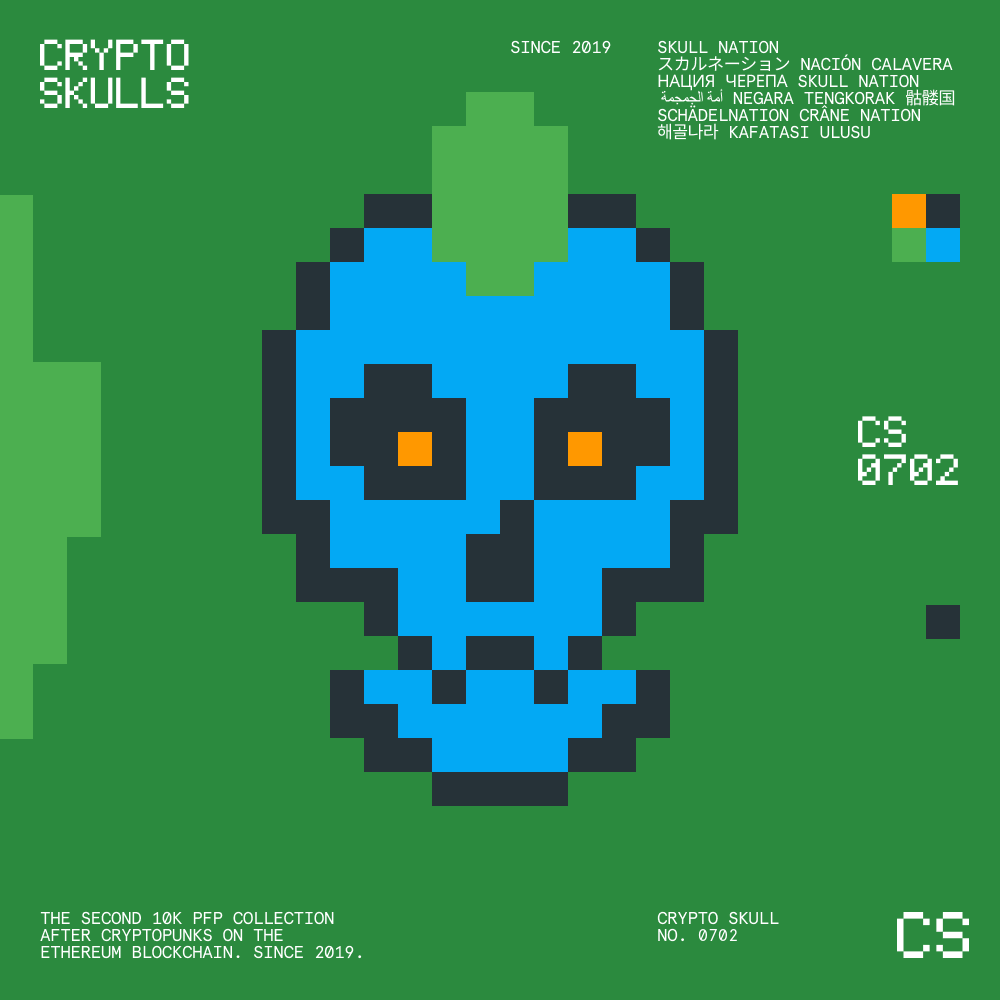 CRYPTO
SKULLS
SINCE 2019
SKULL NATION
スカルネーション NACIÓN CALAVERA
НАЦИЯ ЧЕРЕПА SKULL NATION
أمة الجمجمة NEGARA TENGKORAK 骷髅国
SCHÄDELNATION CRÂNE NATION
해골나라 KAFATASI ULUSU
CS
0702
THE SECOND 10K PFP COLLECTION
AFTER CRYPTOPUNKS ON THE
ETHEREUM BLOCKCHAIN. SINCE 2019.
CRYPTO SKULL
NO. 0702
CS